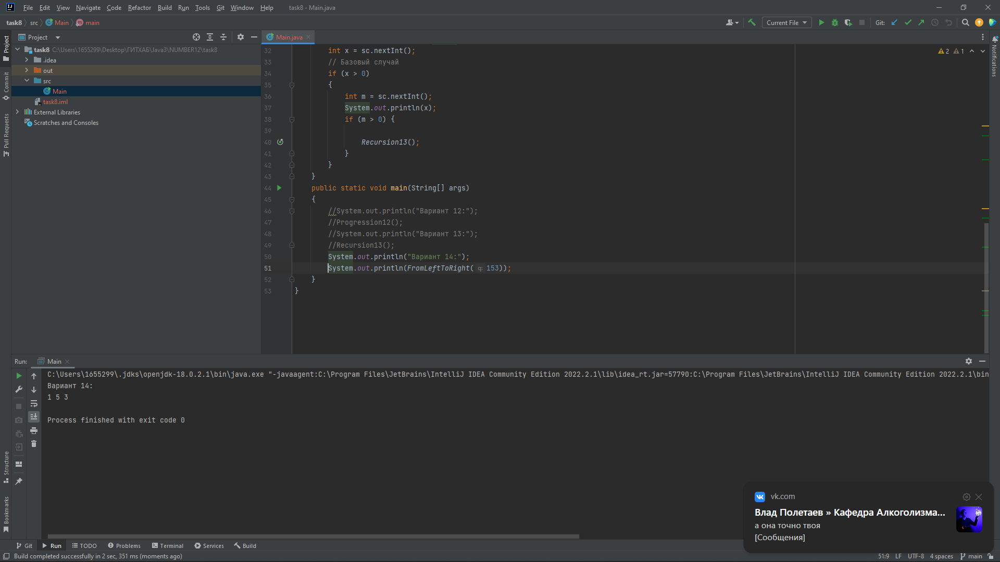 File Edit View Navigate Code Refactor Build Run Tools Git Window Help task8 - Main.java
task8 src Main main Current File Git:
Project
Main.java
task8 C:\Users\1655299\Desktop\ГИТХАБ\Java3\NUMBER12\task8
.idea
out
src
Main
task8.iml
External Libraries
Scratches and Consoles
Project
Commit
Pull Requests
Structure
Bookmarks
Notifications
2 1
32 int x = sc.nextInt();
33 // Базовый случай
34 if (x > 0)
35 {
36 int m = sc.nextInt();
37 System.out.println(x);
38 if (m > 0) {
39
40 Recursion13();
41 }
42 }
43 }
44 public static void main(String[] args)
45 {
46 //System.out.println("Вариант 12:");
47 //Progression12();
48 //System.out.println("Вариант 13:");
49 //Recursion13();
50 System.out.println("Вариант 14:");
51 System.out.println(FromLeftToRight( q: 153));
52 }
53 }
Run: Main
C:\Users\1655299\.jdks\openjdk-18.0.2.1\bin\java.exe "-javaagent:C:\Program Files\JetBrains\IntelliJ IDEA Community Edition 2022.2.1\lib\idea_rt.jar=57790:C:\Program Files\JetBrains\IntelliJ IDEA Community Edition 2022.2.1\bin
Вариант 14:
1 5 3
Process finished with exit code 0
vk.com
Влад Полетаев » Кафедра Алкоголизма...
а она точно твоя
[Сообщения]
Git Run TODO Problems Terminal Services Build
Build completed successfully in 2 sec, 351 ms (moments ago) 51:9 LF UTF-8 4 spaces main